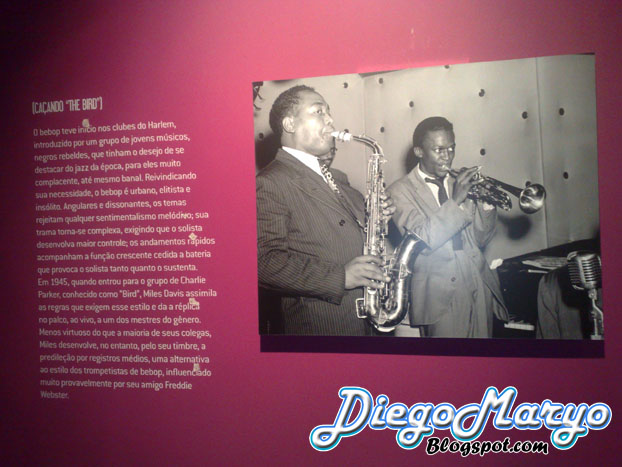 (CAÇANDO "THE BIRD")
O bebop teve início nos clubes do Harlem,
introduzido por um grupo de jovens músicos,
negros rebeldes, que tinham o desejo de se
destacar do jazz da época, para eles muito
complacente, até mesmo banal. Reivindicando
sua necessidade, o bebop é urbano, elitista e
insólito. Angulares e dissonantes, os temas
rejeitam qualquer sentimentalismo melódivo; sua
trama torna-se complexa, exigindo que o solista
desenvolva maior controle; os andamentos rápidos
acompanham a função crescente cedida a bateria
que provoca o solista tanto quanto o sustenta.
Em 1945, quando entrou para o grupo de Charlie
Parker, conhecido como "Bird", Miles Davis assimila
as regras que exigem esse estilo e da a réplica
no palco, ao vivo, a um dos mestres do gênero.
Menos virtuoso do que a maioria de seus colegas,
Miles desenvolve, no entanto, pelo seu timbre, a
predileção por registros médios, uma alternativa
ao estilo dos trompetistas de bebop, influenciado
muito provavelmente por seu amigo Freddie
Webster.
DiegoMaryo
Blogspot.com